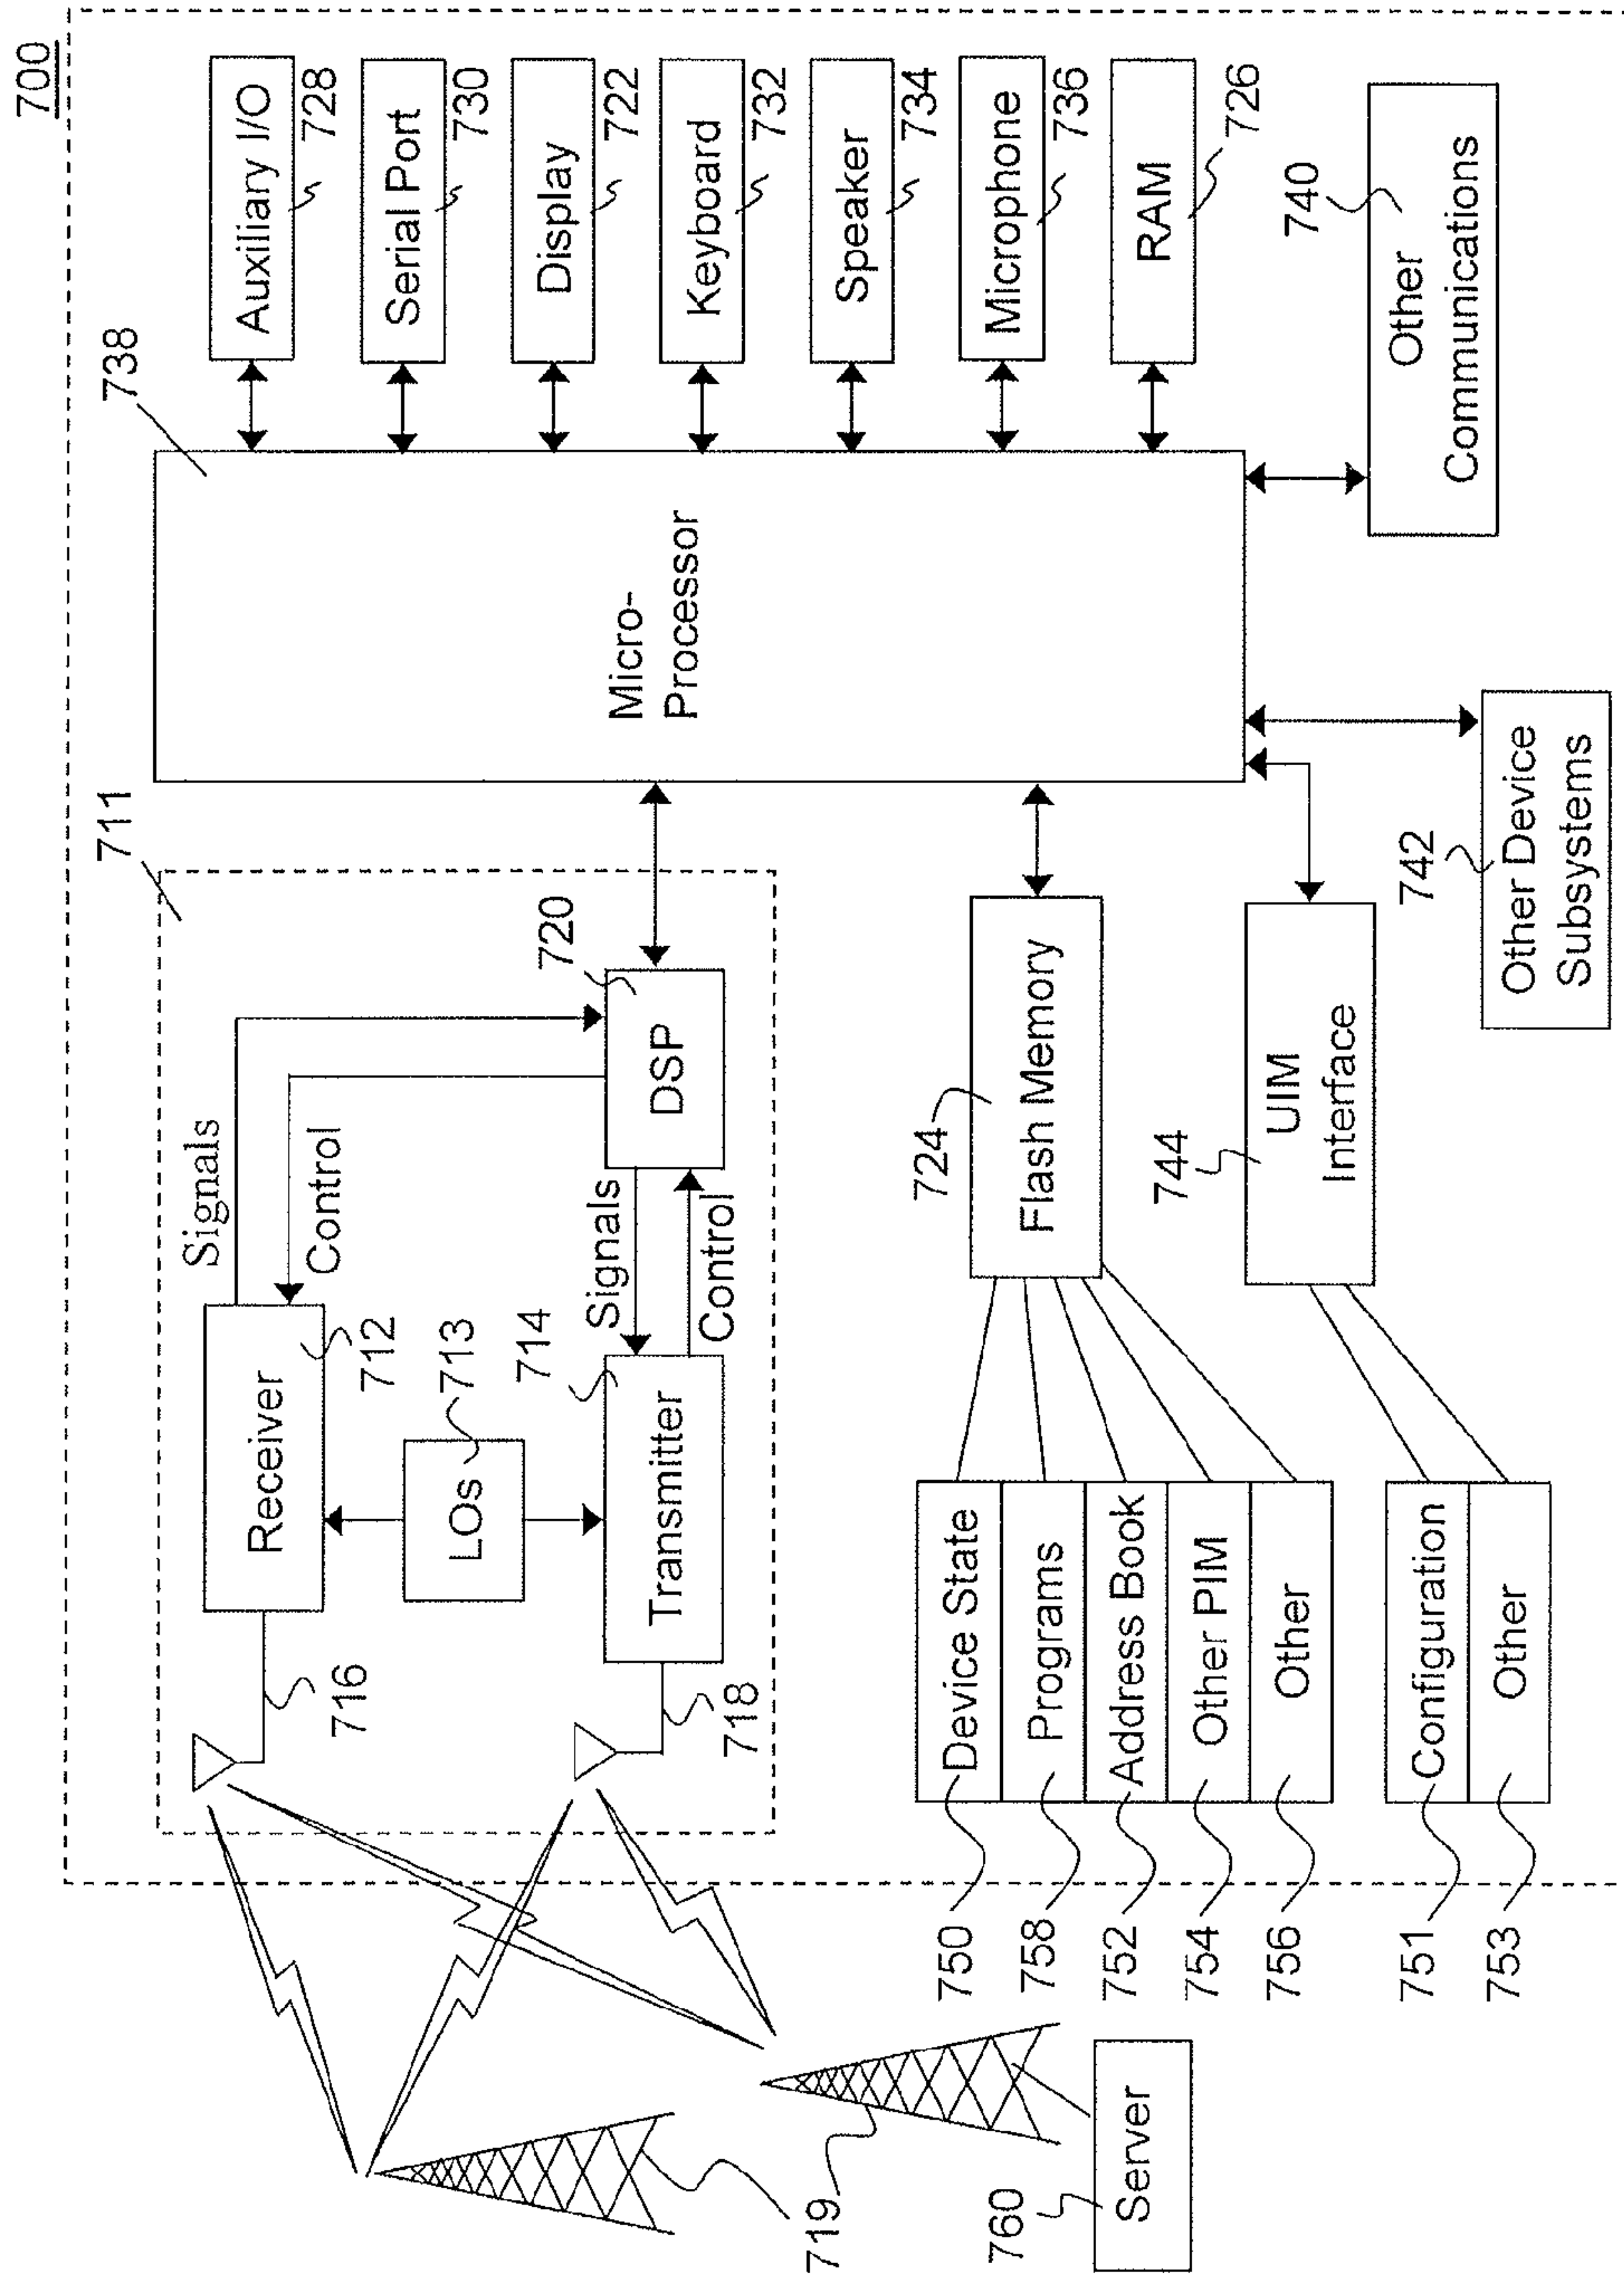 700
738
Auxiliary I/O
728
Serial Port
730
Display
722
Keyboard
732
Speaker
734
Microphone
736
RAM
726
Micro-
Processor
Other
Communications
740
Other Device
Subsystems
742
711
Receiver
712
Signals
Control
LOs
713
Transmitter
714
Signals
Control
DSP
720
716
718
Flash Memory
724
UIM
Interface
744
Device State
750
Programs
758
Address Book
752
Other PIM
754
Other
756
Configuration
751
Other
753
719
Server
760